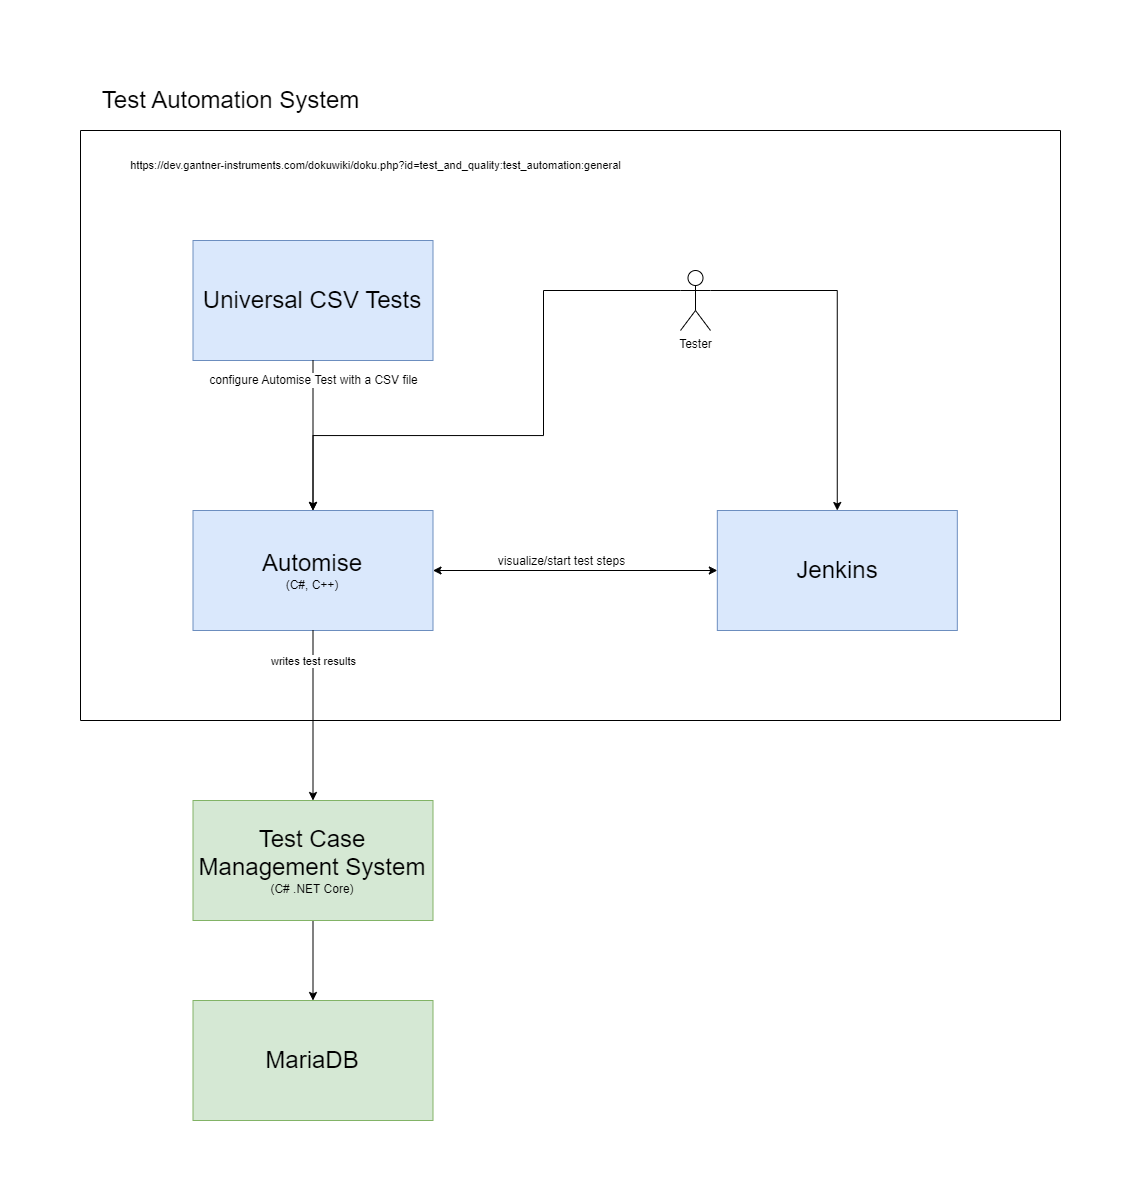 Test Automation System
https://dev.gantner-instruments.com/dokuwiki/doku.php?id=test_and_quality:test_automation:general
Universal CSV Tests
Tester
configure Automise Test with a CSV file
Automise
(C#, C++)
visualize/start test steps
Jenkins
writes test results
Test Case
Management System
(C# .NET Core)
MariaDB